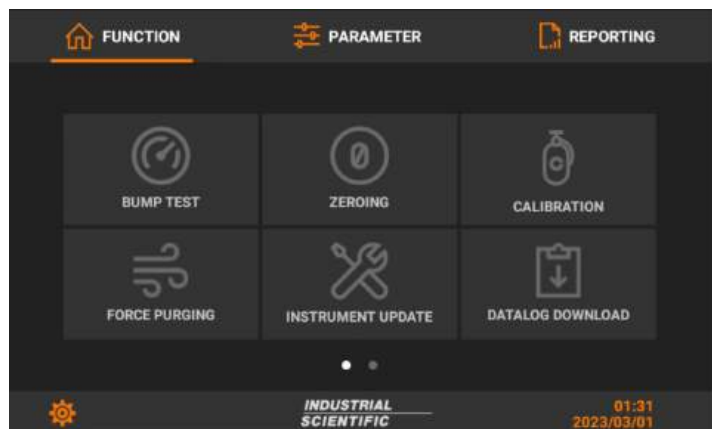 FUNCTION PARAMETER REPORTING
BUMP TEST ZEROING CALIBRATION
FORCE PURGING INSTRUMENT UPDATE DATALOG DOWNLOAD
INDUSTRIAL 01:31
SCIENTIFIC 2023/03/01